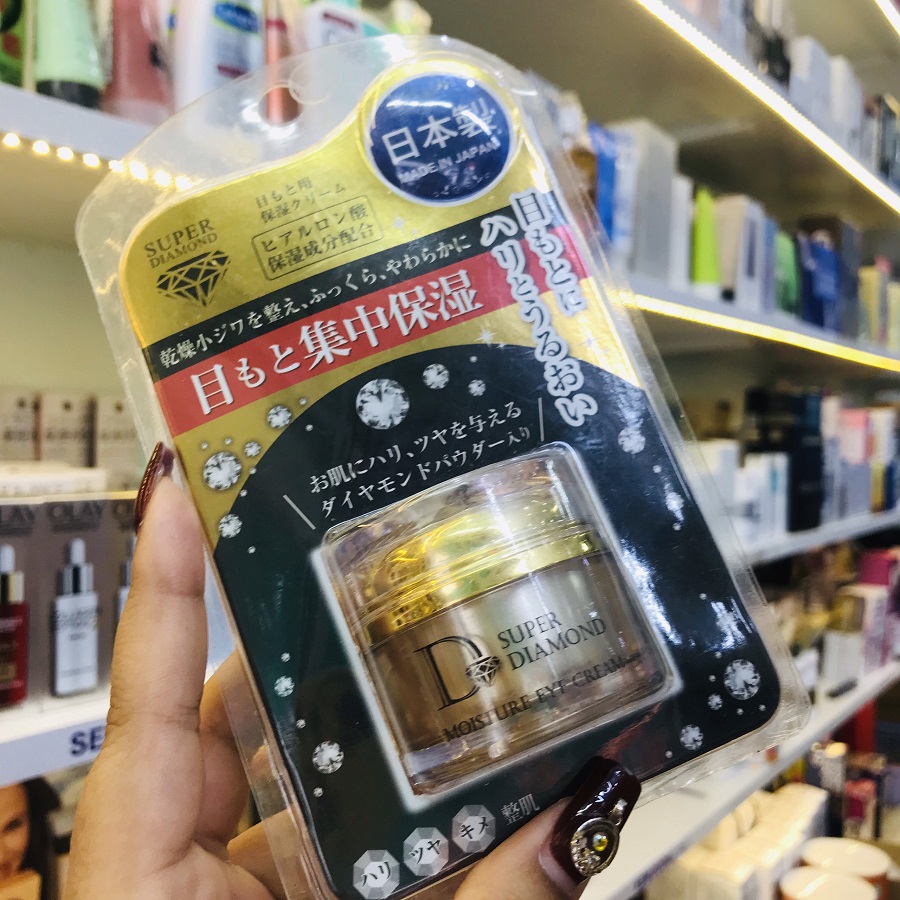 日本製
MADE IN JAPAN
SUPER
DIAMOND
目もと用
保湿クリーム
ヒアルロン酸
保湿成分配合
目もとに
ハリとうるおい
乾燥小ジワを整え、ふっくら、やわらかに
目もと集中保湿
お肌にハリ、ツヤを与える
ダイヤモンドパウダー入り
D
SUPER
DIAMOND
MOISTURE EYE CREAM
ハリ ツヤ キメ 整肌
OLAY
SE